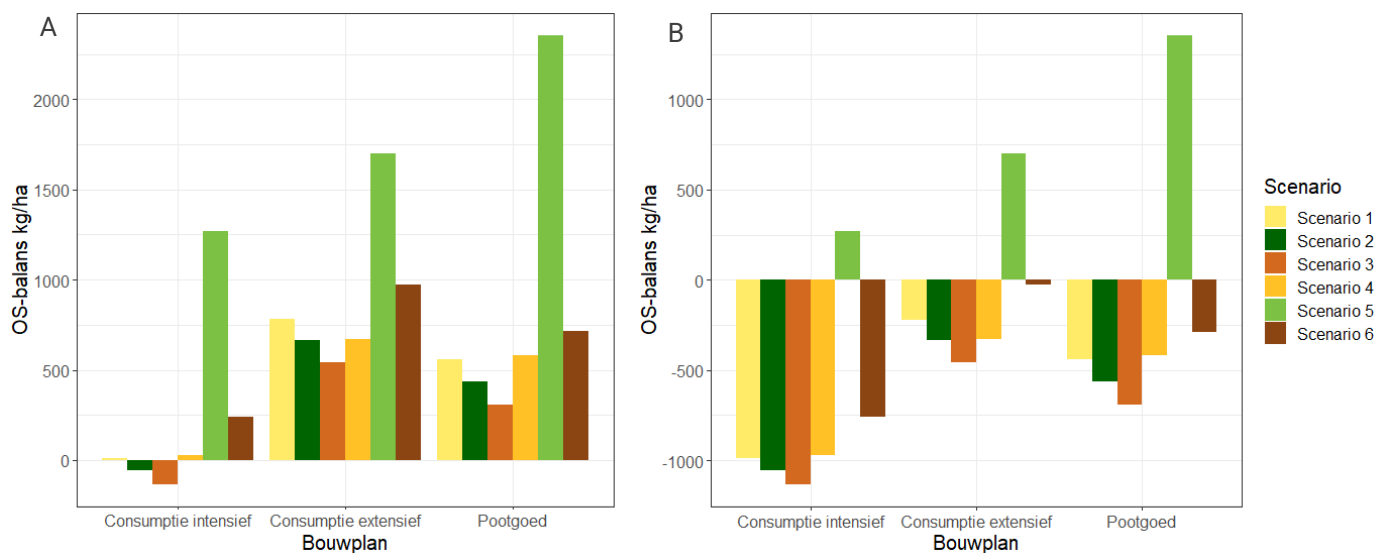 A
OS-balans kg/ha
2000
1500
1000
500
0
Consumptie intensief
Consumptie extensief
Pootgoed
Bouwplan
B
OS-balans kg/ha
1000
500
0
-500
-1000
Consumptie intensief
Consumptie extensief
Pootgoed
Bouwplan
Scenario
Scenario 1
Scenario 2
Scenario 3
Scenario 4
Scenario 5
Scenario 6